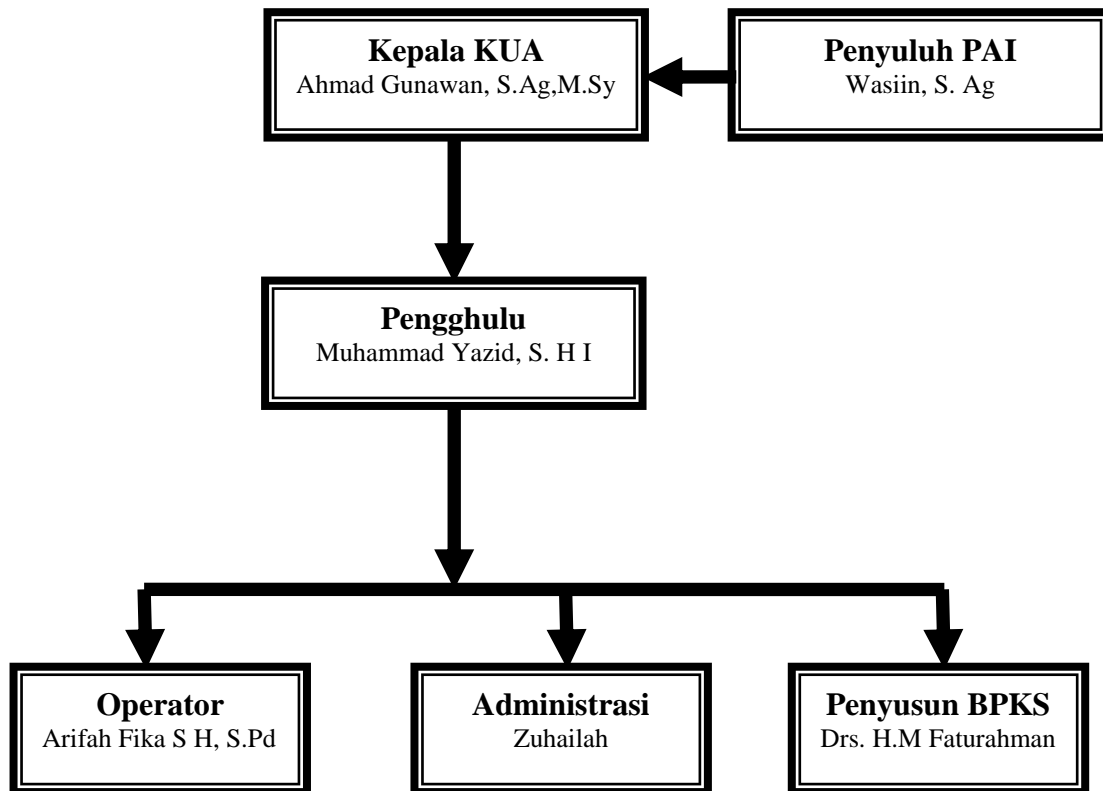 Kepala KUA
Ahmad Gunawan, S.Ag,M.Sy
Penyuluh PAI
Wasiin, S. Ag
Pengghulu
Muhammad Yazid, S. H I
Operator
Arifah Fika S H, S.Pd
Administrasi
Zuhailah
Penyusun BPKS
Drs. H.M Faturahman